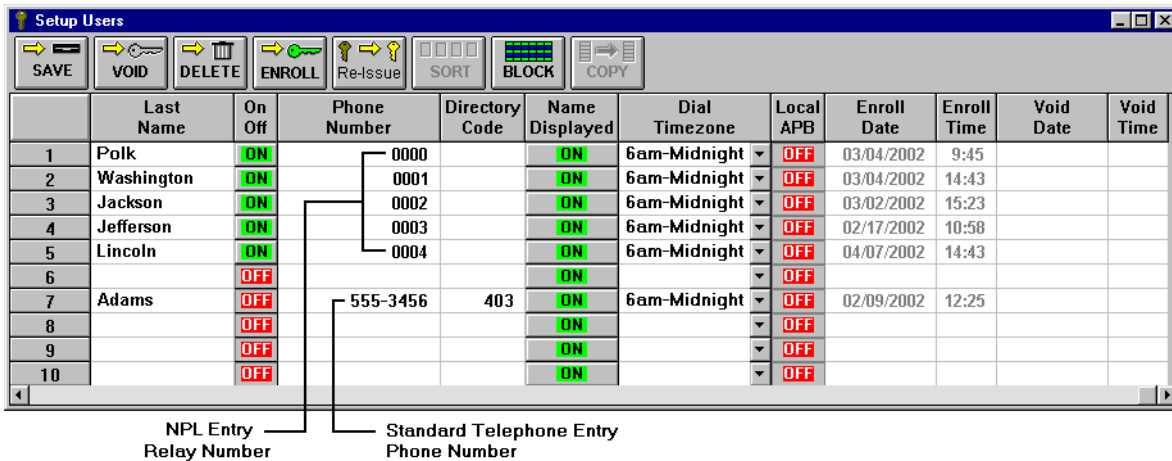 Setup Users
SAVE VOID DELETE ENROLL Re-Issue SORT BLOCK COPY
Last Name On Off Phone Number Directory Code Name Displayed Dial Timezone Local APB Enroll Date Enroll Time Void Date Void Time
1 Polk ON 0000 ON 6am-Midnight OFF 03/04/2002 9:45
2 Washington ON 0001 ON 6am-Midnight OFF 03/04/2002 14:43
3 Jackson ON 0002 ON 6am-Midnight OFF 03/02/2002 15:23
4 Jefferson ON 0003 ON 6am-Midnight OFF 02/17/2002 10:58
5 Lincoln ON 0004 ON 6am-Midnight OFF 04/07/2002 14:43
6 OFF ON OFF
7 Adams OFF 555-3456 403 ON 6am-Midnight OFF 02/09/2002 12:25
8 OFF ON OFF
9 OFF ON OFF
10 OFF ON OFF
NPL Entry
Relay Number
Standard Telephone Entry
Phone Number